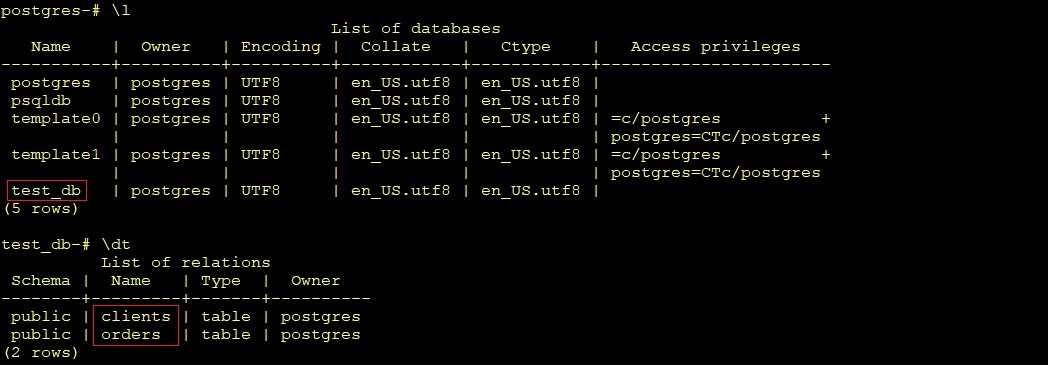 postgres-# \l
                                 List of databases
   Name    |  Owner   | Encoding |  Collate   |   Ctype    |   Access privileges
-----------+----------+----------+------------+------------+-----------------------
 postgres  | postgres | UTF8     | en_US.utf8 | en_US.utf8 |
 psqldb    | postgres | UTF8     | en_US.utf8 | en_US.utf8 |
 template0 | postgres | UTF8     | en_US.utf8 | en_US.utf8 | =c/postgres          +
           |          |          |            |            | postgres=CTc/postgres
 template1 | postgres | UTF8     | en_US.utf8 | en_US.utf8 | =c/postgres          +
           |          |          |            |            | postgres=CTc/postgres
 test_db   | postgres | UTF8     | en_US.utf8 | en_US.utf8 |
(5 rows)

test_db-# \dt
          List of relations
 Schema |  Name   | Type  |  Owner
--------+---------+-------+----------
 public | clients | table | postgres
 public | orders  | table | postgres
(2 rows)